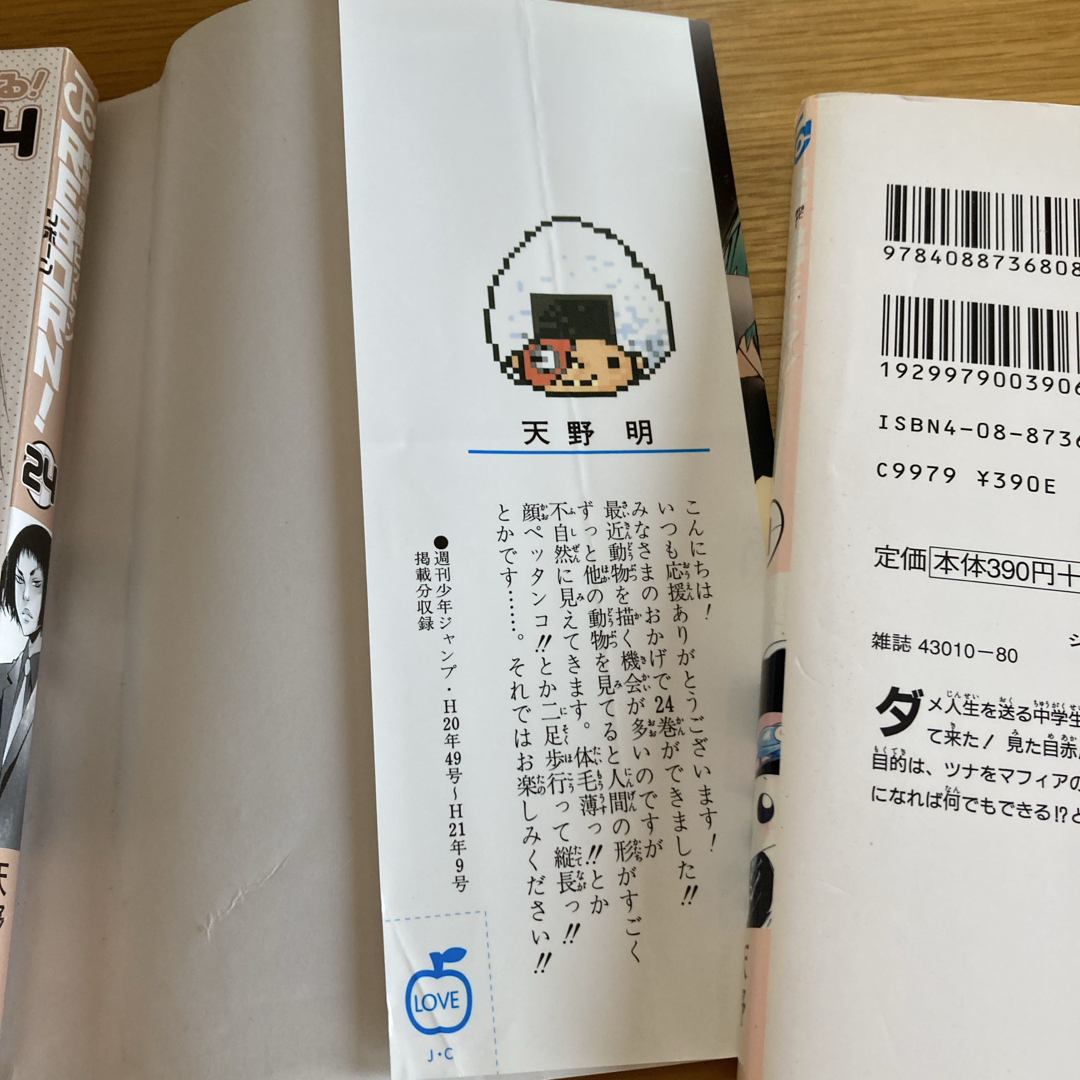 る!
24
REBORN!
リボーン
24
天野
天野 明
こんにちは!
いつも応援ありがとうございます!
みなさまのおかげで24巻ができました!!
最近動物を描く機会が多いのですが
ずっと他の動物を見てると人間の形がすごく
不自然に見えてきます。体毛薄っ!!とか
顔ペッタンコ!!とか二足歩行って縦長っ!!
とかです……。それではお楽しみください!!
●週刊少年ジャンプ・H20年49号〜H21年9号
掲載分収録
LOVE
J・C
9784088736808
1929979003906
ISBN4-08-8736
C9979 ¥390E
定価 本体390円+
雑誌 43010-80
ダメ人生を送る中学生
て来た! 見た目赤
目的は、ツナをマフィアの
になれば何でもできる!?と